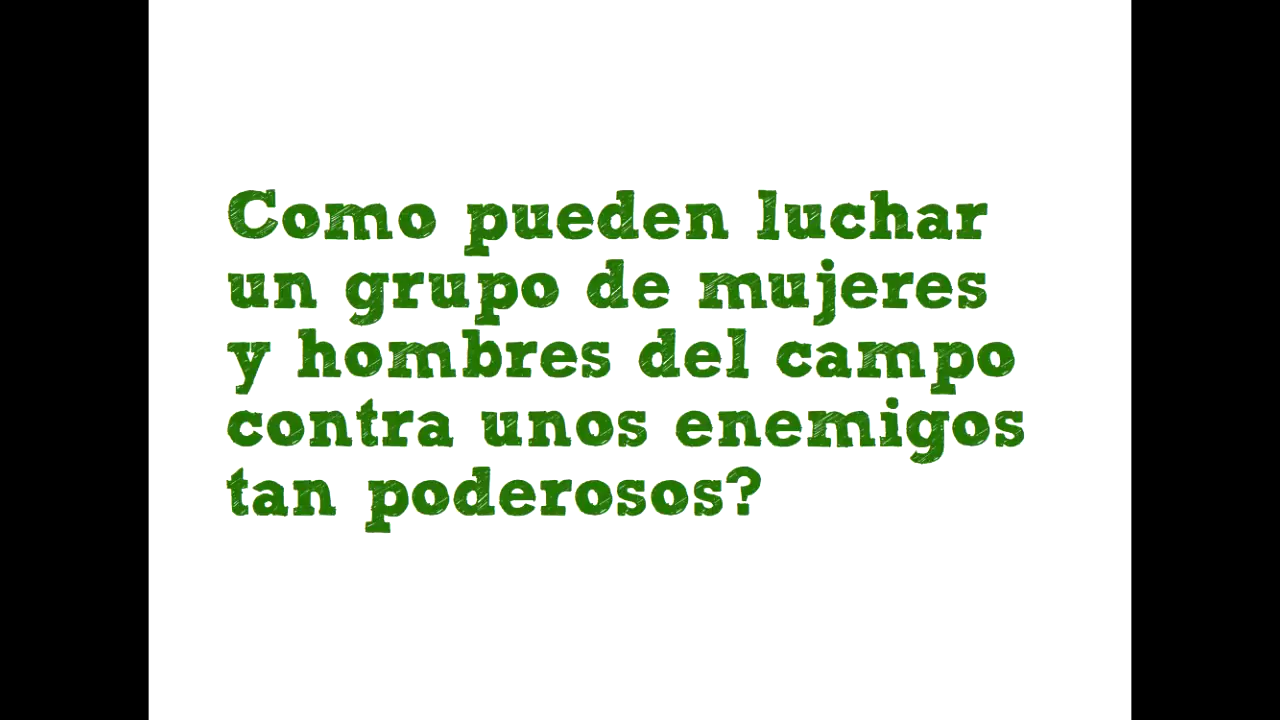 Como pueden luchar
un grupo de mujeres
y hombres del campo
contra unos enemigos
tan poderosos?